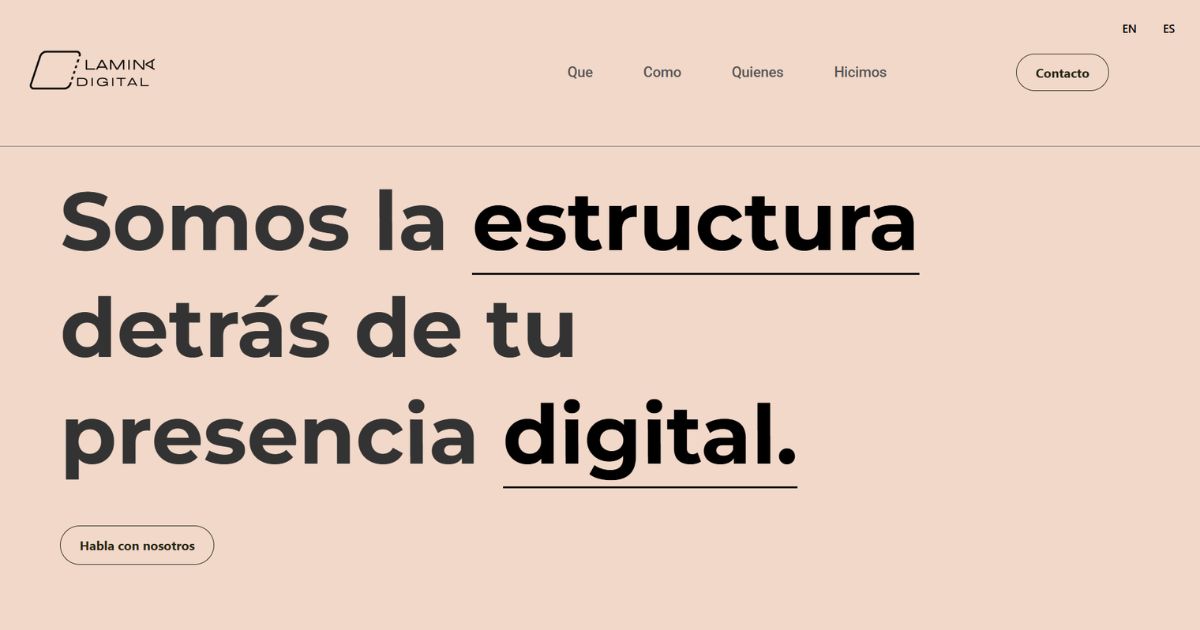 EN ES
LAMINA
DIGITAL
Que Como Quienes Hicimos Contacto
Somos la estructura
detrás de tu
presencia digital.
Habla con nosotros